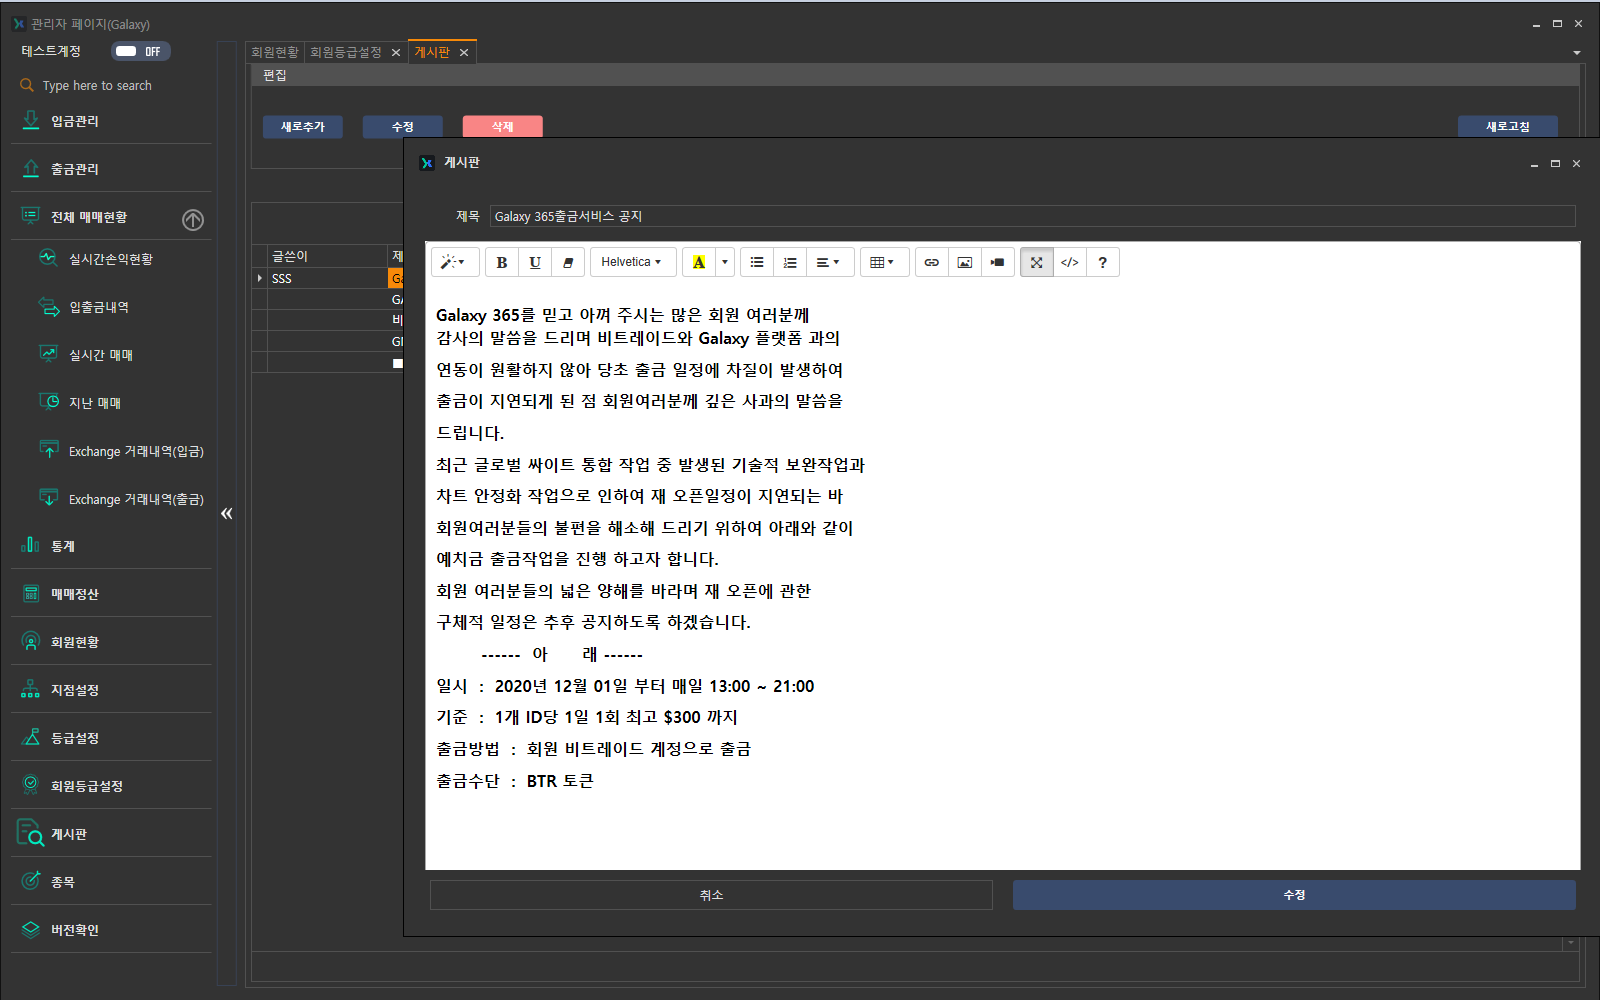 관리자 페이지(Galaxy)
테스트계정 OFF
Type here to search
입금관리
출금관리
전체 매매현황
실시간손익현황
입출금내역
실시간 매매
지난 매매
Exchange 거래내역(입금)
Exchange 거래내역(출금)
통계
매매정산
회원현황
지점설정
등급설정
회원등급설정
게시판
종목
버전확인
«
회원현황 회원등급설정 게시판
편집
새로추가 수정 삭제 새로고침
글쓴이
SSS
게시판
제목 Galaxy 365출금서비스 공지
B U Helvetica A </> ?
Galaxy 365를 믿고 아껴 주시는 많은 회원 여러분께
감사의 말씀을 드리며 비트레이드와 Galaxy 플랫폼 과의
연동이 원활하지 않아 당초 출금 일정에 차질이 발생하여
출금이 지연되게 된 점 회원여러분께 깊은 사과의 말씀을
드립니다.
최근 글로벌 싸이트 통합 작업 중 발생된 기술적 보완작업과
차트 안정화 작업으로 인하여 재 오픈일정이 지연되는 바
회원여러분들의 불편을 해소해 드리기 위하여 아래와 같이
예치금 출금작업을 진행 하고자 합니다.
회원 여러분들의 넓은 양해를 바라며 재 오픈에 관한
구체적 일정은 추후 공지하도록 하겠습니다.
------ 아 래 ------
일시 : 2020년 12월 01일 부터 매일 13:00 ~ 21:00
기준 : 1개 ID당 1일 1회 최고 $300 까지
출금방법 : 회원 비트레이드 계정으로 출금
출금수단 : BTR 토큰
취소 수정